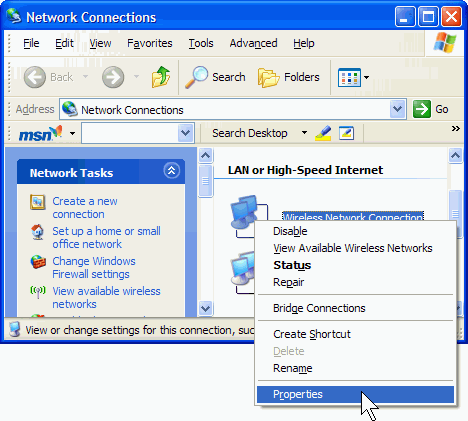 Network Connections
File Edit View Favorites Tools Advanced Help
Back Search Folders
Address Network Connections Go
msn Search Desktop »
Network Tasks
Create a new
connection
Set up a home or small
office network
Change Windows
Firewall settings
View available wireless
networks
LAN or High-Speed Internet
Wireless Network Connection
Disable
View Available Wireless Networks
Status
Repair
Bridge Connections
Create Shortcut
Delete
Rename
Properties
View or change settings for this connection, suc